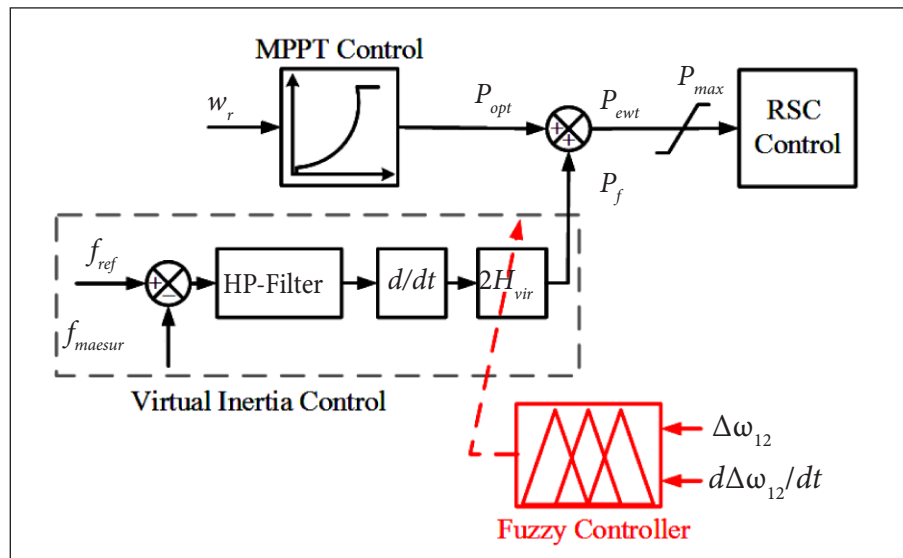 MPPT Control
w_r
P_opt
P_ewt
P_max
RSC
Control
P_f
f_ref
HP-Filter
d/dt
2H_vir
f_maesur
Virtual Inertia Control
Δω_12
dΔω_12/dt
Fuzzy Controller